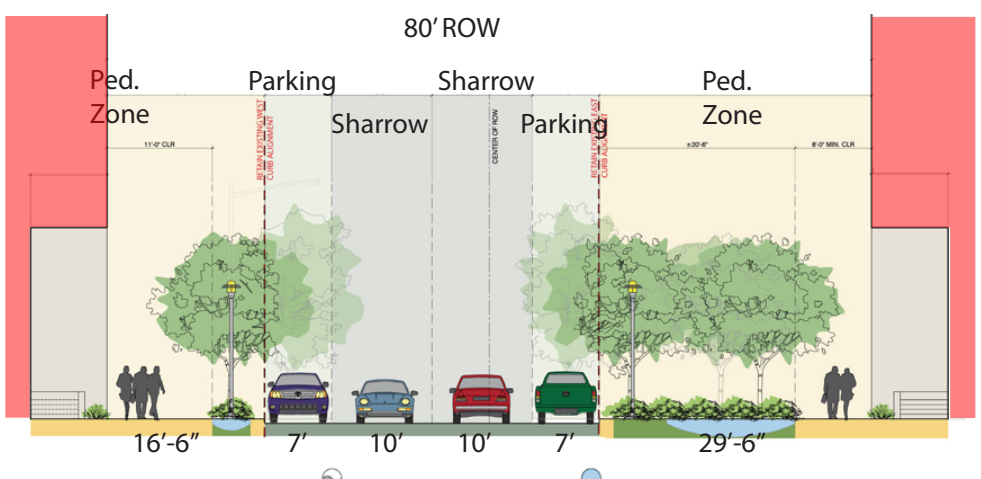 80’ ROW
Ped.
Zone
Parking
Sharrow
Sharrow
Parking
Ped.
Zone
RETAIN EXISTING WEST
CURB ALIGNMENT
CENTER OF ROW
RETAIN EXISTING EAST
CURB ALIGNMENT
11'-0" CLR
±20'-6"
8'-0" MIN. CLR
16’-6”
7’
10’
10’
7’
29’-6”